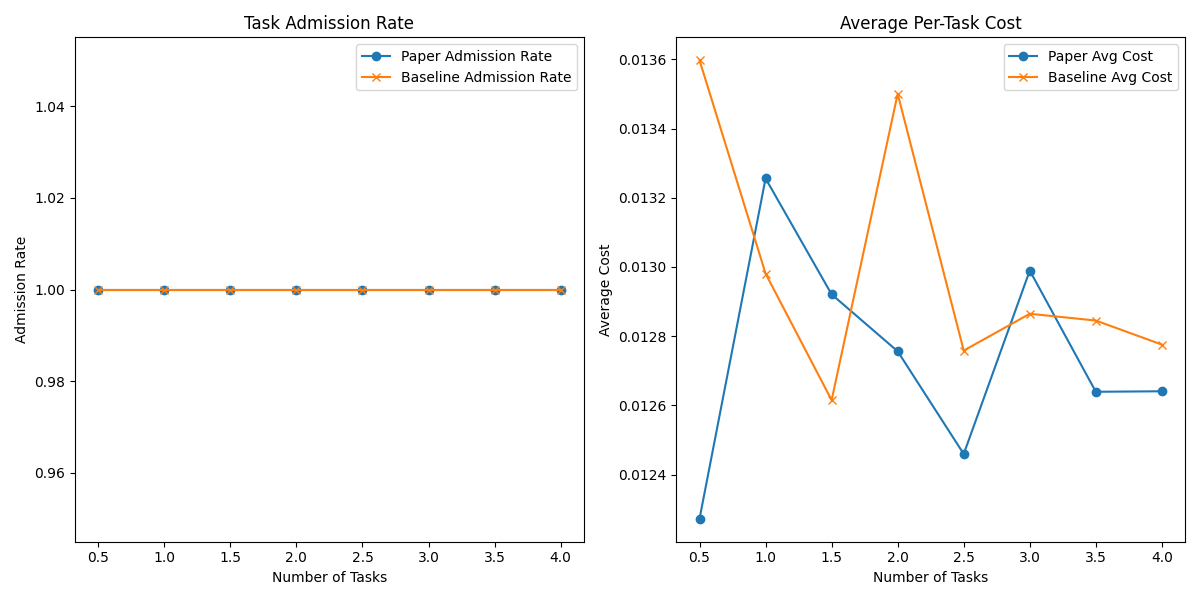 Task Admission Rate
Paper Admission Rate
Baseline Admission Rate
1.04
1.02
1.00
0.98
0.96
Admission Rate
0.5 1.0 1.5 2.0 2.5 3.0 3.5 4.0
Number of Tasks
Average Per-Task Cost
Paper Avg Cost
Baseline Avg Cost
0.0136
0.0134
0.0132
0.0130
0.0128
0.0126
0.0124
Average Cost
0.5 1.0 1.5 2.0 2.5 3.0 3.5 4.0
Number of Tasks